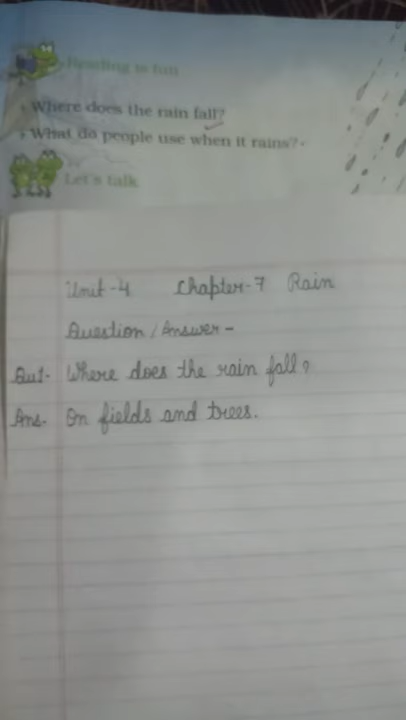 Reading is fun
Where does the rain fall?
What do people use when it rains?
Let's talk
Unit-4 Chapter-7 Rain
Question/Answer-
Qu1- Where does the rain fall?
Ans- On fields and trees.